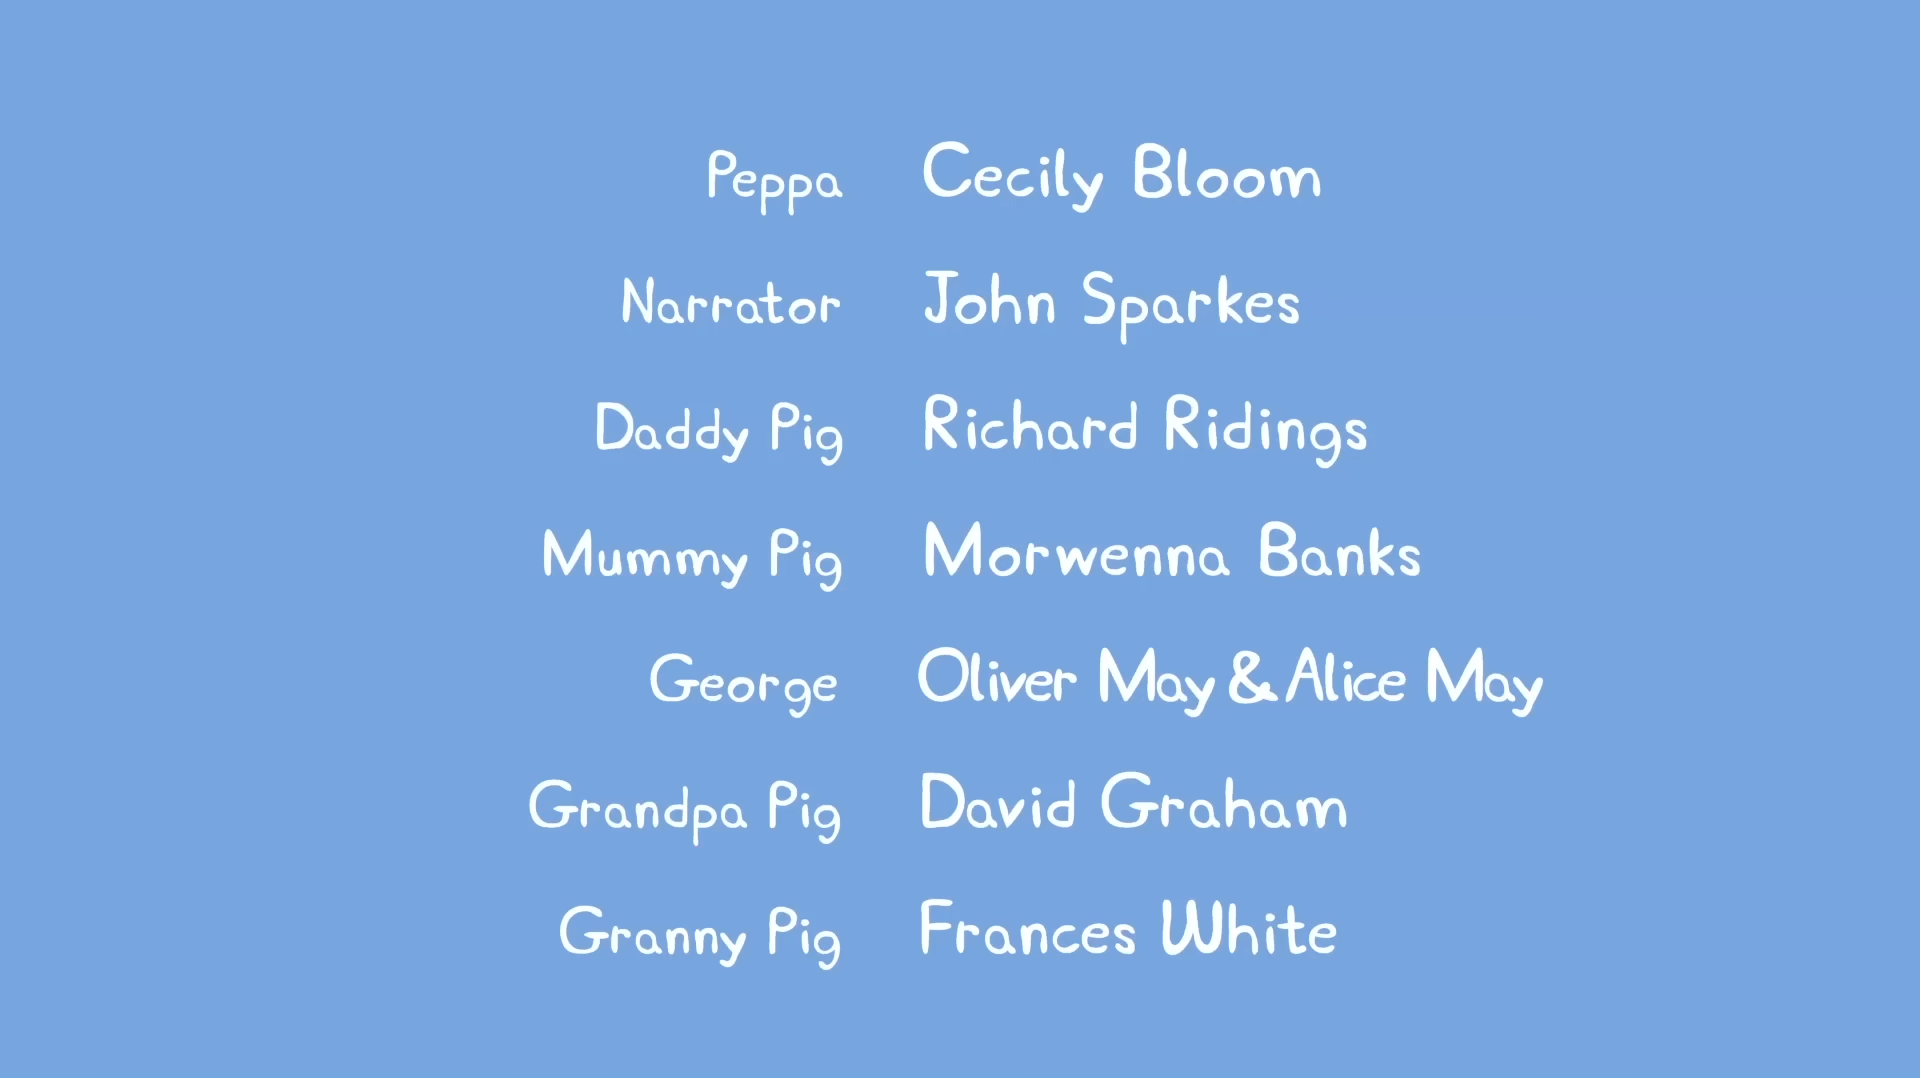 Peppa Cecily Bloom
Narrator John Sparkes
Daddy Pig Richard Ridings
Mummy Pig Morwenna Banks
George Oliver May & Alice May
Grandpa Pig David Graham
Granny Pig Frances White